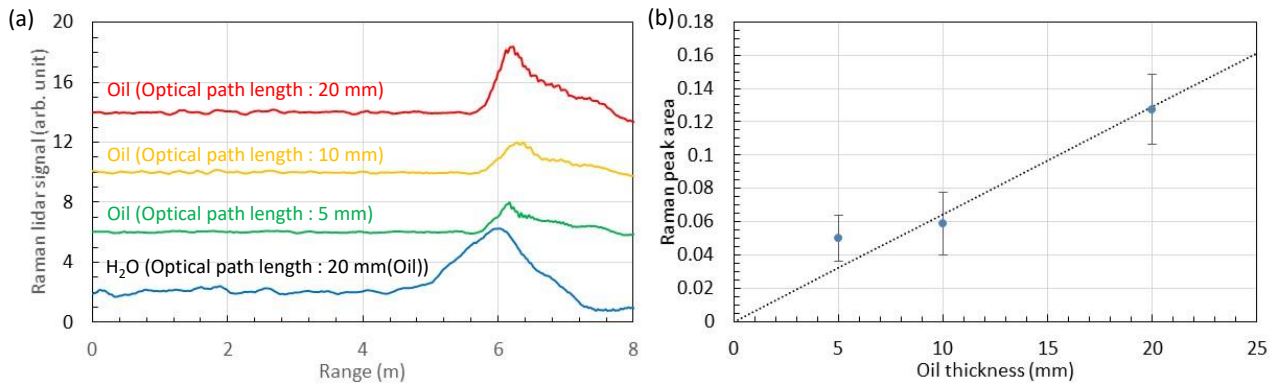 (a)
Raman lidar signal (arb. unit)
20
16
12
8
4
0
Oil (Optical path length : 20 mm)
Oil (Optical path length : 10 mm)
Oil (Optical path length : 5 mm)
H₂O (Optical path length : 20 mm(Oil))
0 2 4 6 8
Range (m)
(b)
Raman peak area
0.18
0.16
0.14
0.12
0.1
0.08
0.06
0.04
0.02
0
0 5 10 15 20 25
Oil thickness (mm)